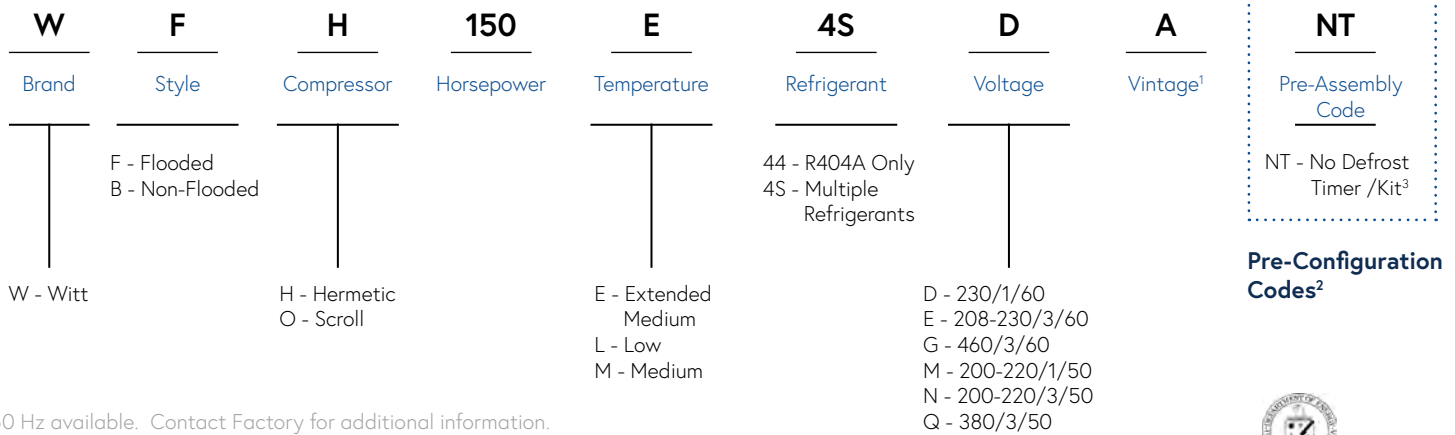 W F H 150 E 4S D A NT
Brand Style Compressor Horsepower Temperature Refrigerant Voltage Vintage¹ Pre-Assembly
Code
F - Flooded
B - Non-Flooded
44 - R404A Only
4S - Multiple
Refrigerants
NT - No Defrost
Timer /Kit³
Pre-Configuration
Codes²
W - Witt
H - Hermetic
O - Scroll
E - Extended
Medium
L - Low
M - Medium
D - 230/1/60
E - 208-230/3/60
G - 460/3/60
M - 200-220/1/50
N - 200-220/3/50
Q - 380/3/50
Hz available. Contact Factory for additional information.